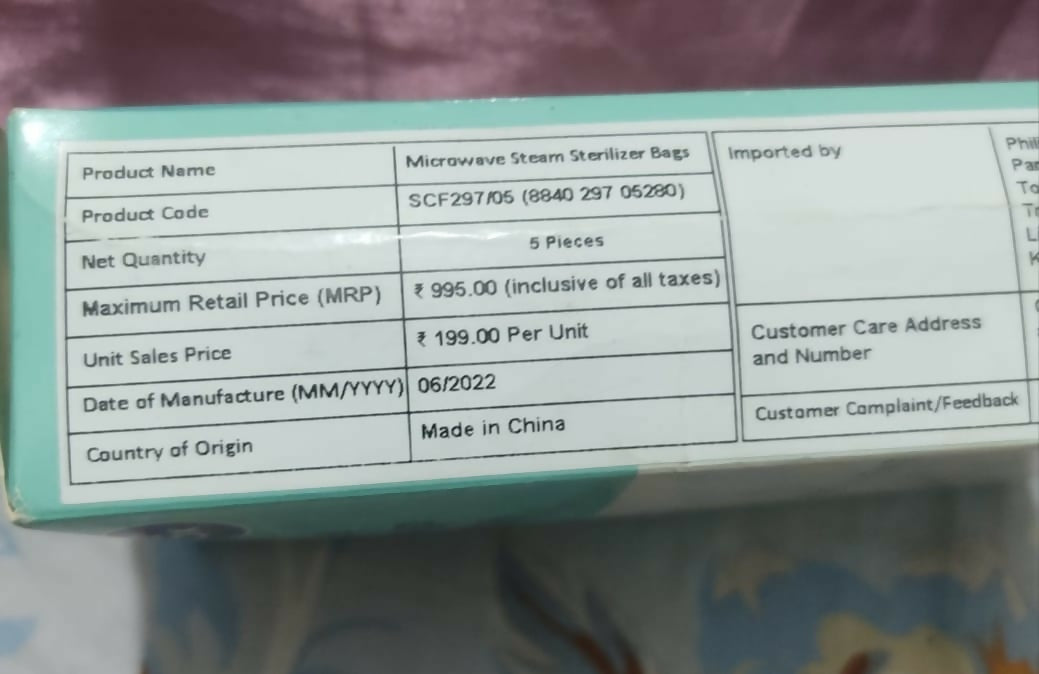 Product Name
Microwave Steam Sterilizer Bags
Product Code
SCF297/05 (8840 297 05280)
Net Quantity
5 Pieces
Maximum Retail Price (MRP)
₹ 995.00 (inclusive of all taxes)
Unit Sales Price
₹ 199.00 Per Unit
Date of Manufacture (MM/YYYY)
06/2022
Country of Origin
Made in China
Imported by
Customer Care Address
and Number
Customer Complaint/Feedback